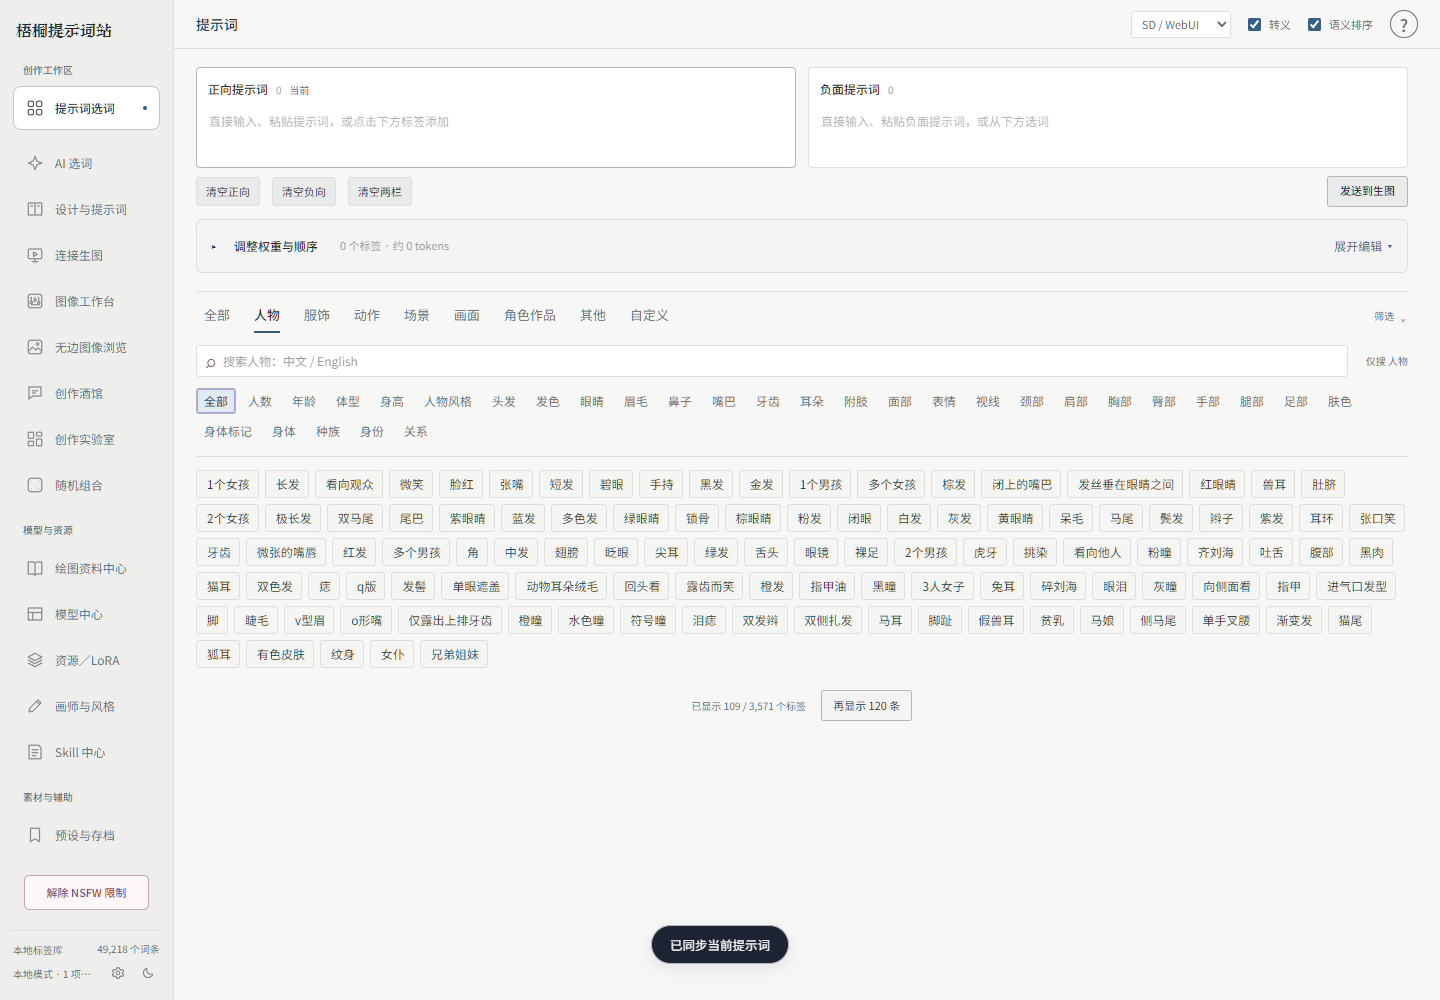 梧桐提示词站
创作工作区
提示词选词
AI 选词
设计与提示词
连接生图
图像工作台
无边图像浏览
创作酒馆
创作实验室
随机组合
模型与资源
绘图资料中心
模型中心
资源／LoRA
画师与风格
Skill 中心
素材与辅助
预设与存档
解除 NSFW 限制
本地标签库 49,218 个词条
本地模式 · 1 项…
提示词 SD / WebUI 转义 语义排序 ?
正向提示词 0 当前
直接输入、粘贴提示词，或点击下方标签添加
负面提示词 0
直接输入、粘贴负面提示词，或从下方选词
清空正向 清空负向 清空两栏 发送到生图
调整权重与顺序 0 个标签 · 约 0 tokens 展开编辑
全部 人物 服饰 动作 场景 画面 角色作品 其他 自定义 筛选
搜索人物：中文 / English 仅搜 人物
全部 人数 年龄 体型 身高 人物风格 头发 发色 眼睛 眉毛 鼻子 嘴巴 牙齿 耳朵 附肢 面部 表情 视线 颈部 肩部 胸部 臀部 手部 腿部 足部 肤色
身体标记 身体 种族 身份 关系
1个女孩 长发 看向观众 微笑 脸红 张嘴 短发 碧眼 手持 黑发 金发 1个男孩 多个女孩 棕发 闭上的嘴巴 发丝垂在眼睛之间 红眼睛 兽耳 肚脐
2个女孩 极长发 双马尾 尾巴 紫眼睛 蓝发 多色发 绿眼睛 锁骨 棕眼睛 粉发 闭眼 白发 灰发 黄眼睛 呆毛 马尾 鬓发 辫子 紫发 耳环 张口笑
牙齿 微张的嘴唇 红发 多个男孩 角 中发 翅膀 眨眼 尖耳 绿发 舌头 眼镜 裸足 2个男孩 虎牙 挑染 看向他人 粉瞳 齐刘海 吐舌 腹部 黑肉
猫耳 双色发 痣 q版 发髻 单眼遮盖 动物耳朵绒毛 回头看 露齿而笑 橙发 指甲油 黑瞳 3人女子 兔耳 碎刘海 眼泪 灰瞳 向侧面看 指甲 进气口发型
脚 睫毛 v型眉 o形嘴 仅露出上排牙齿 橙瞳 水色瞳 符号瞳 泪痣 双发辫 双侧扎发 马耳 脚趾 假兽耳 贫乳 马娘 侧马尾 单手叉腰 渐变发 猫尾
狐耳 有色皮肤 纹身 女仆 兄弟姐妹
已显示 109 / 3,571 个标签 再显示 120 条
已同步当前提示词